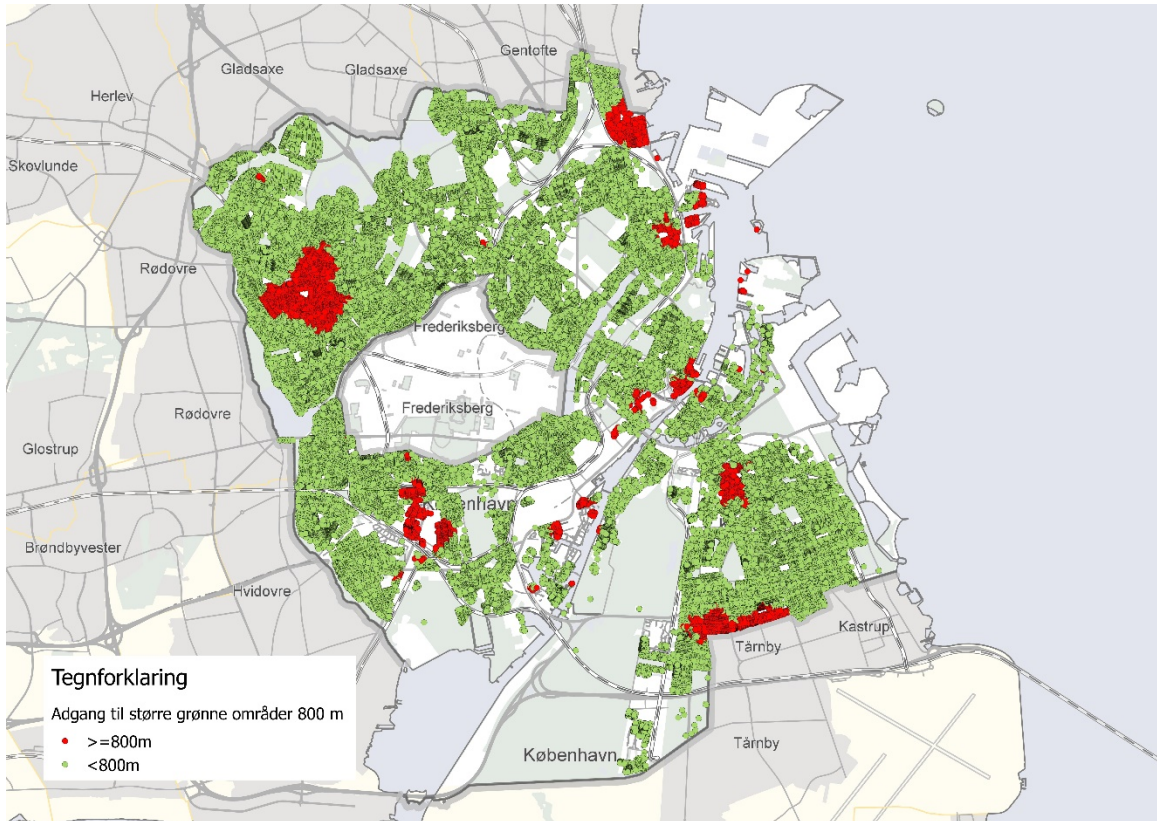 Gentofte
Gladsaxe
Gladsaxe
Herlev
Skovlunde
Rødovre
Frederiksberg
Frederiksberg
Rødovre
Glostrup
Brøndbyvester
Hvidovre
Kastrup
Tårnby
Tårnby
København
Tegnforklaring
Adgang til større grønne områder 800 m
>=800m
<800m